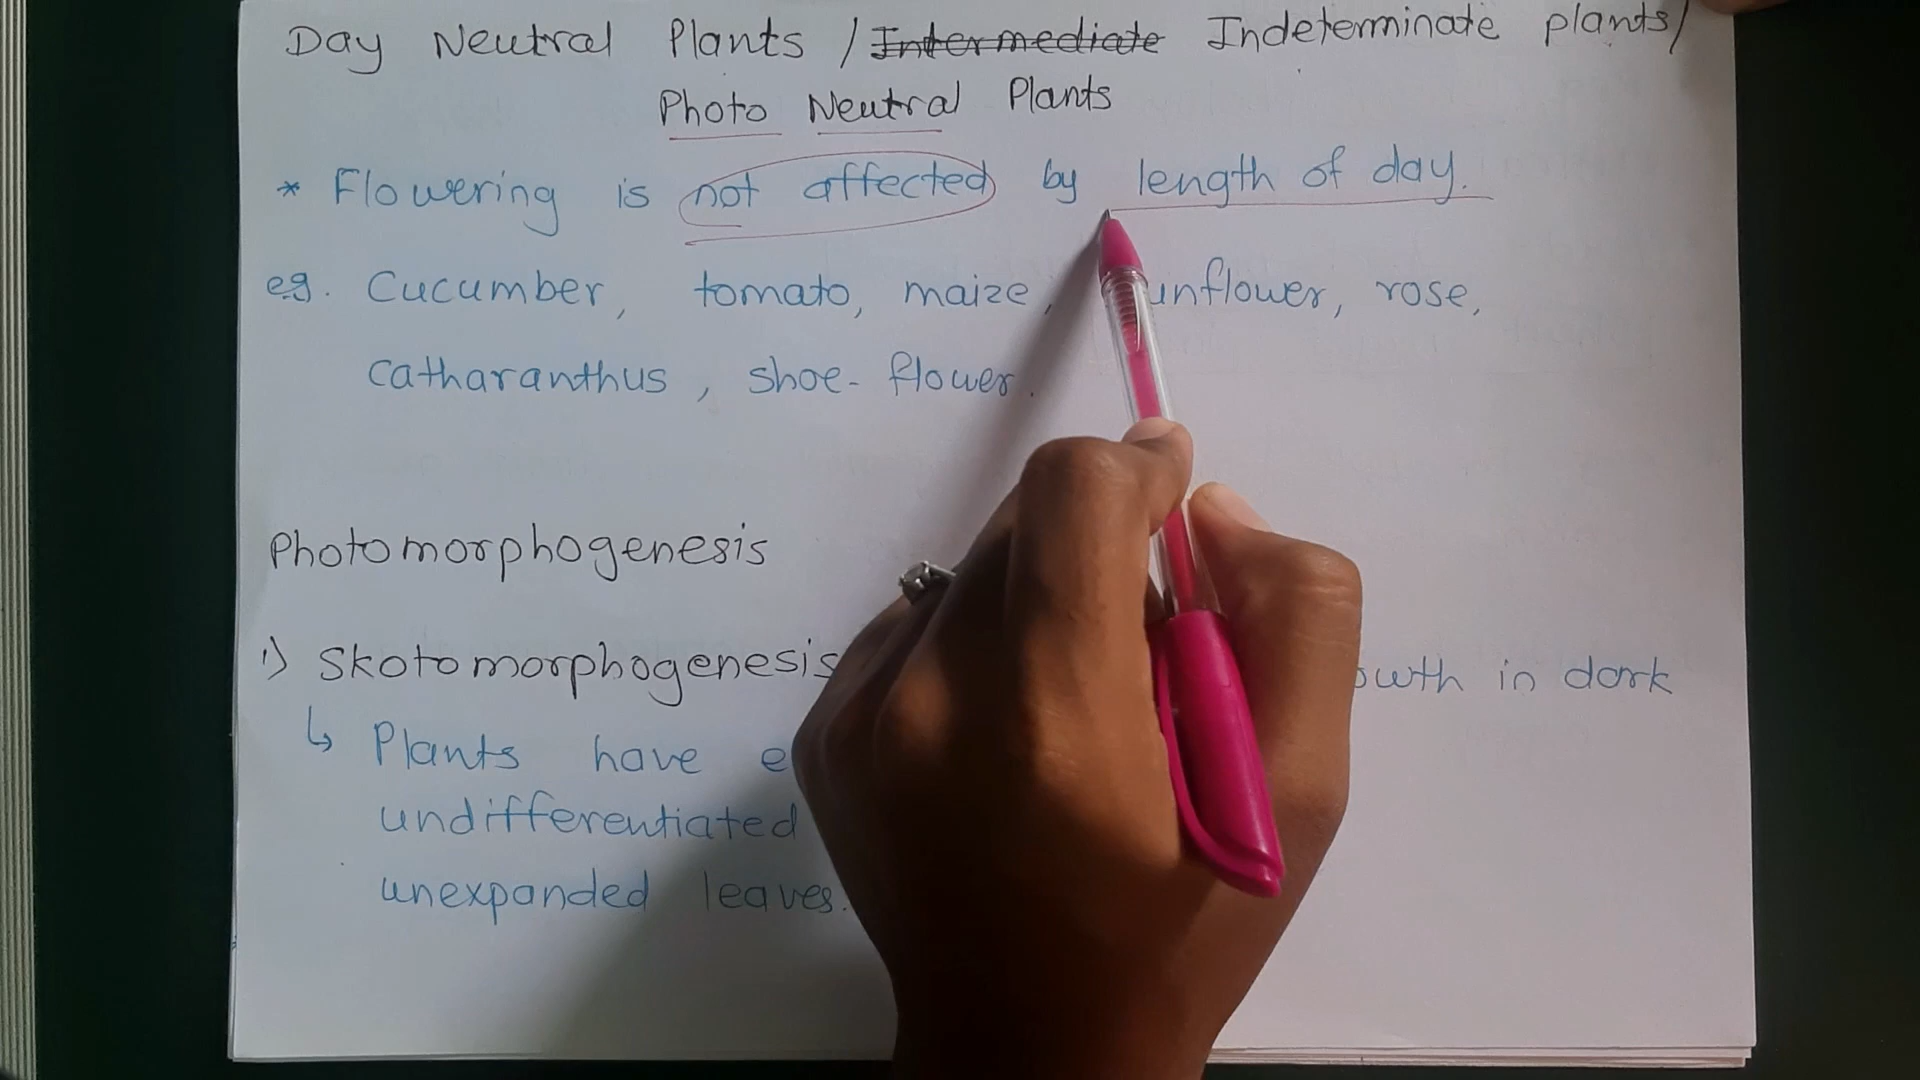 Day Neutral Plants / Intermediate Indeterminate plants/
Photo Neutral Plants
* Flowering is not affected by length of day.
eg. Cucumber, tomato, maize, unflower, rose,
Catharanthus, shoe-flower.
Photomorphogenesis
1) Skotomorphogenesis in dark
↳ Plants have
undifferentiated
unexpanded leaves.